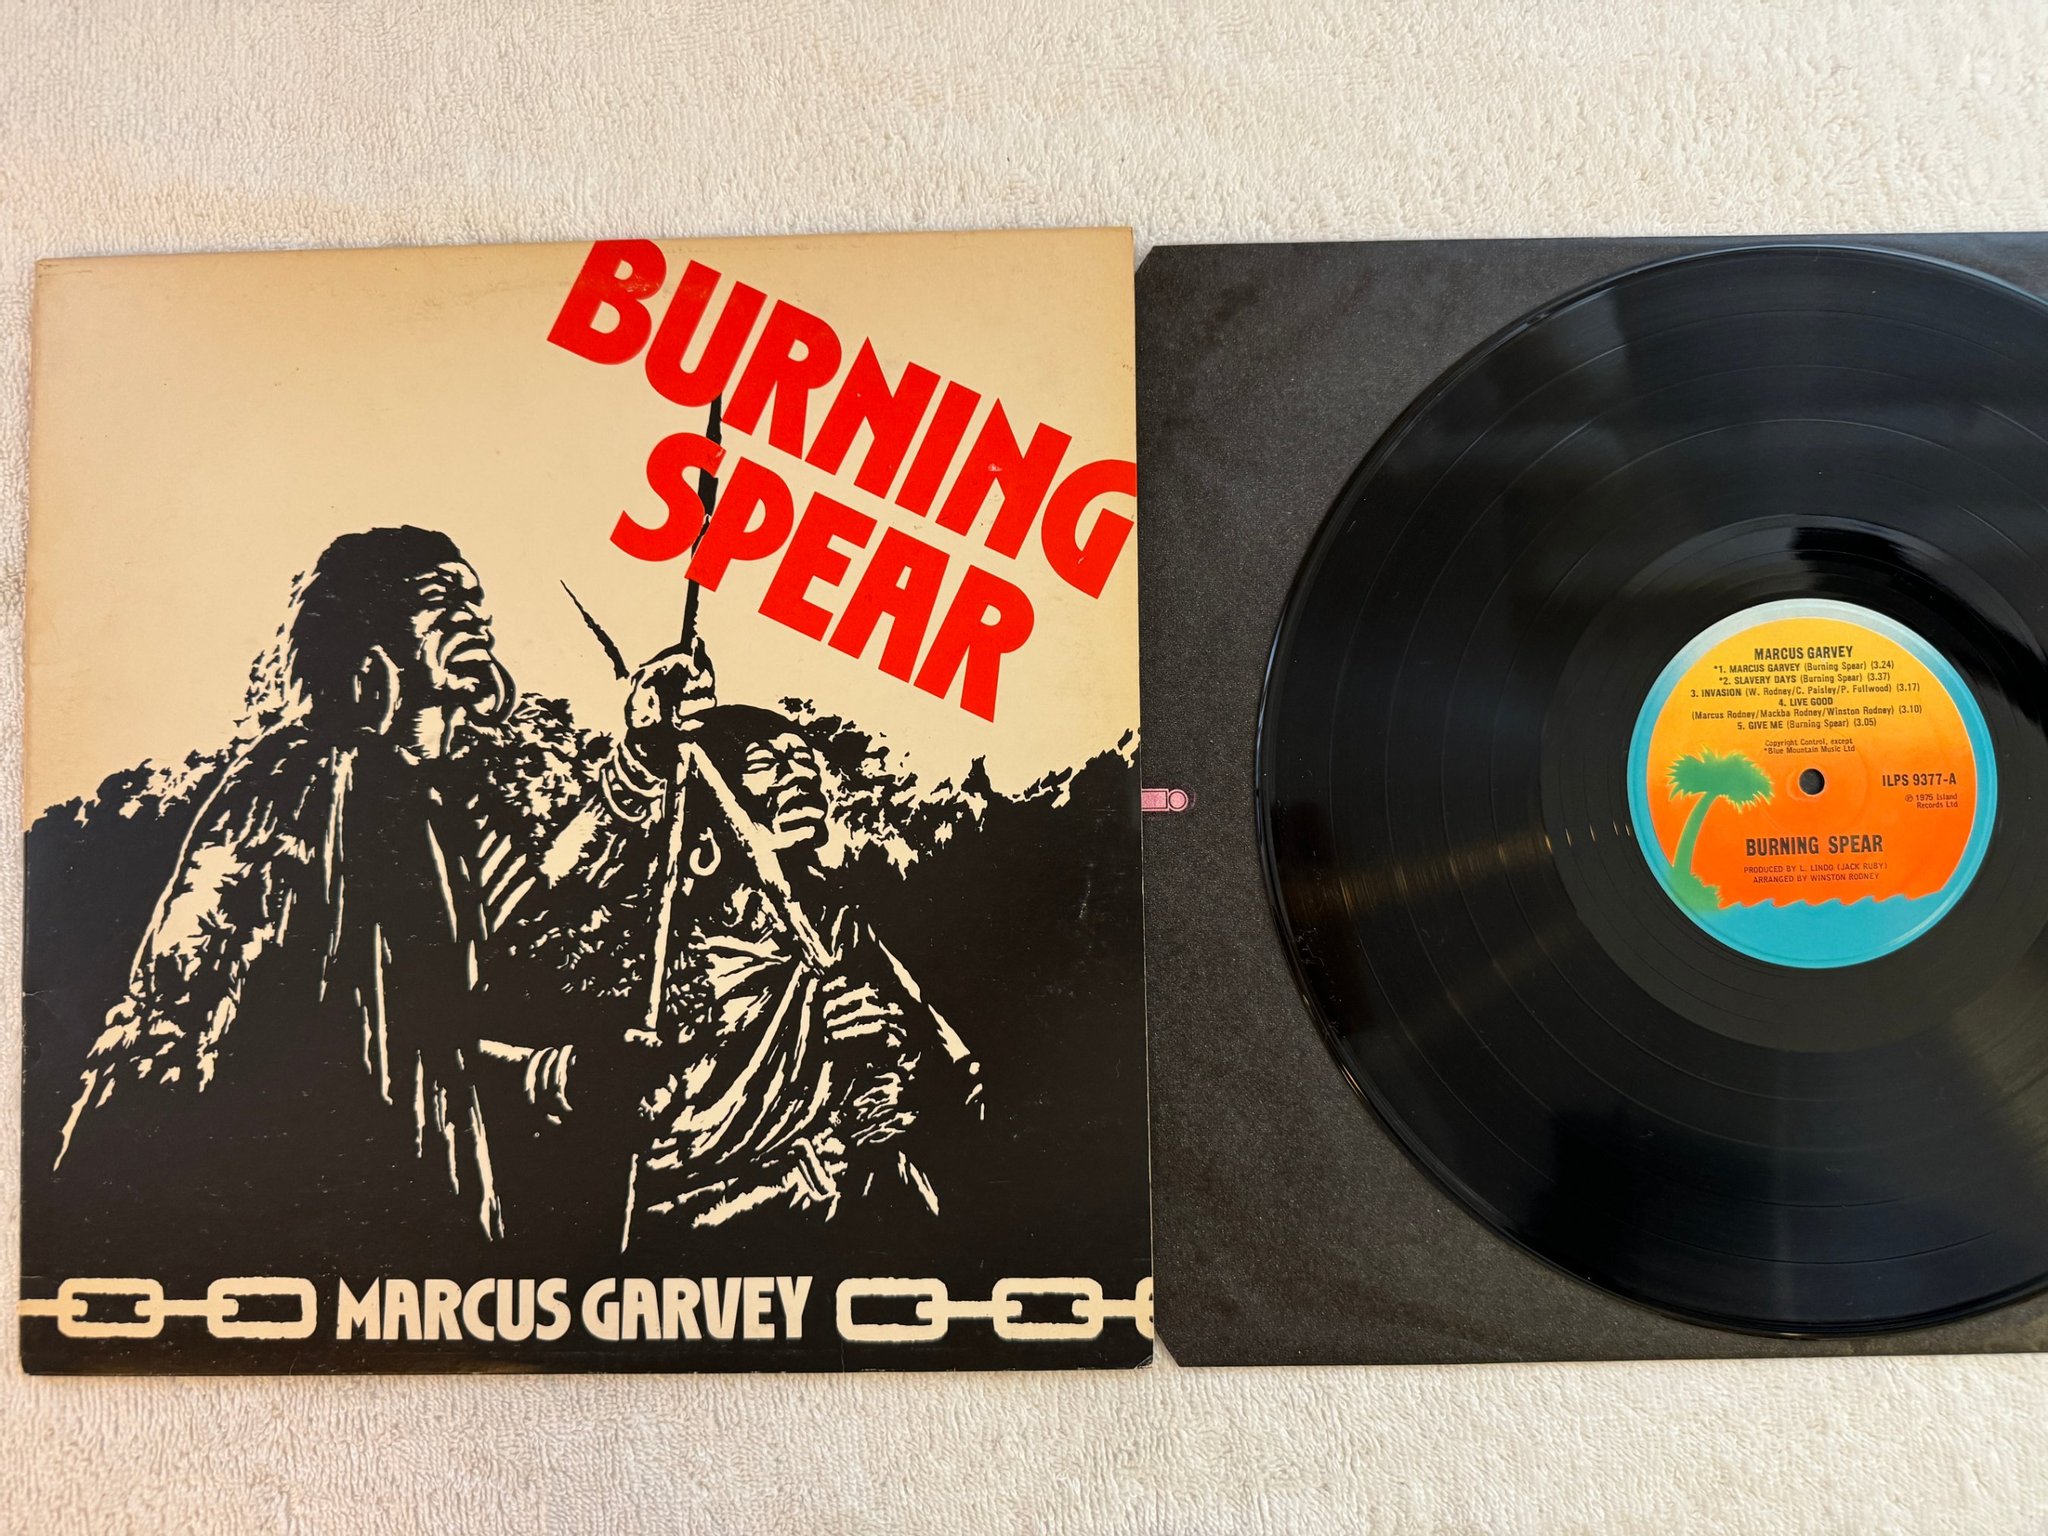 BURNING
SPEAR
MARCUS GARVEY
MARCUS GARVEY
*1. MARCUS GARVEY (Burning Spear) (3.24)
*2. SLAVERY DAYS (Burning Spear) (3.37)
3. INVASION (W. Rodney/C. Paisley/P. Fullwood) (3.17)
4. LIVE GOOD
(Marcus Rodney/Mackba Rodney/Winston Rodney) (3.10)
5. GIVE ME (Burning Spear) (3.05)
Copyright Control, except
*Blue Mountain Music Ltd
ILPS 9377-A
℗ 1975 Island
Records Ltd
BURNING SPEAR
PRODUCED BY L. LINDO (JACK RUBY)
ARRANGED BY WINSTON RODNEY